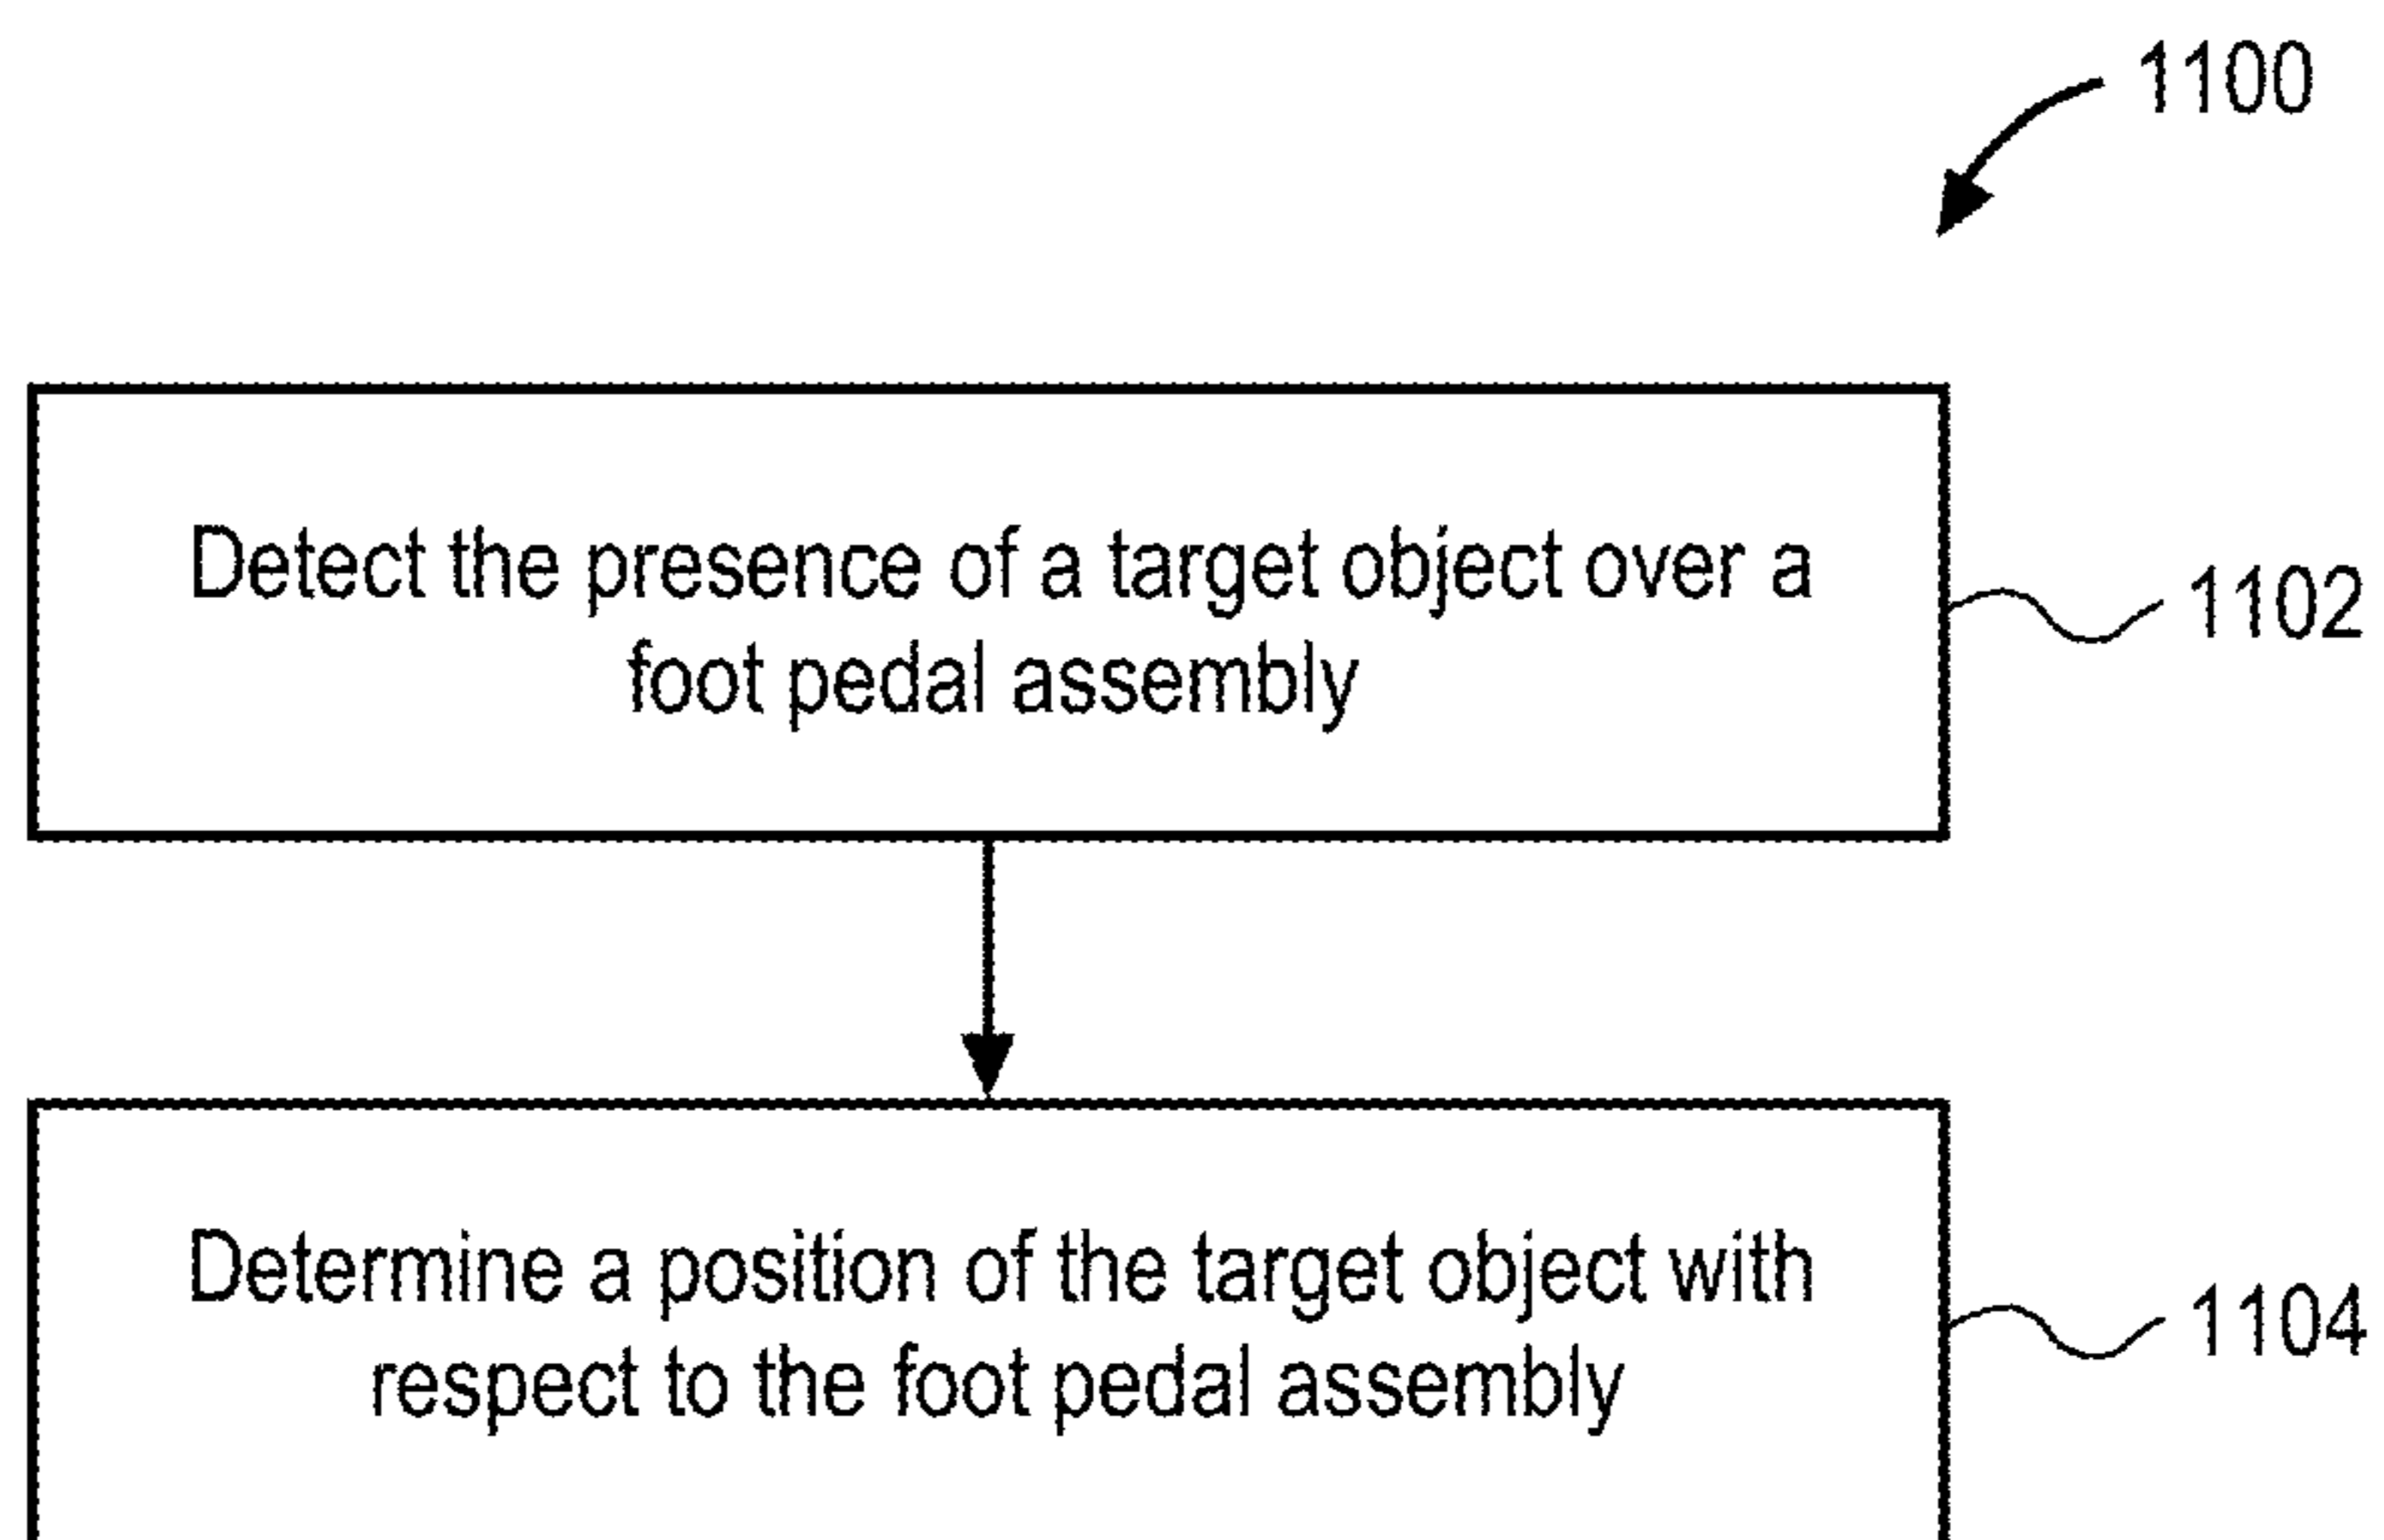 1100
Detect the presence of a target object over a
foot pedal assembly
1102
Determine a position of the target object with
respect to the foot pedal assembly
1104